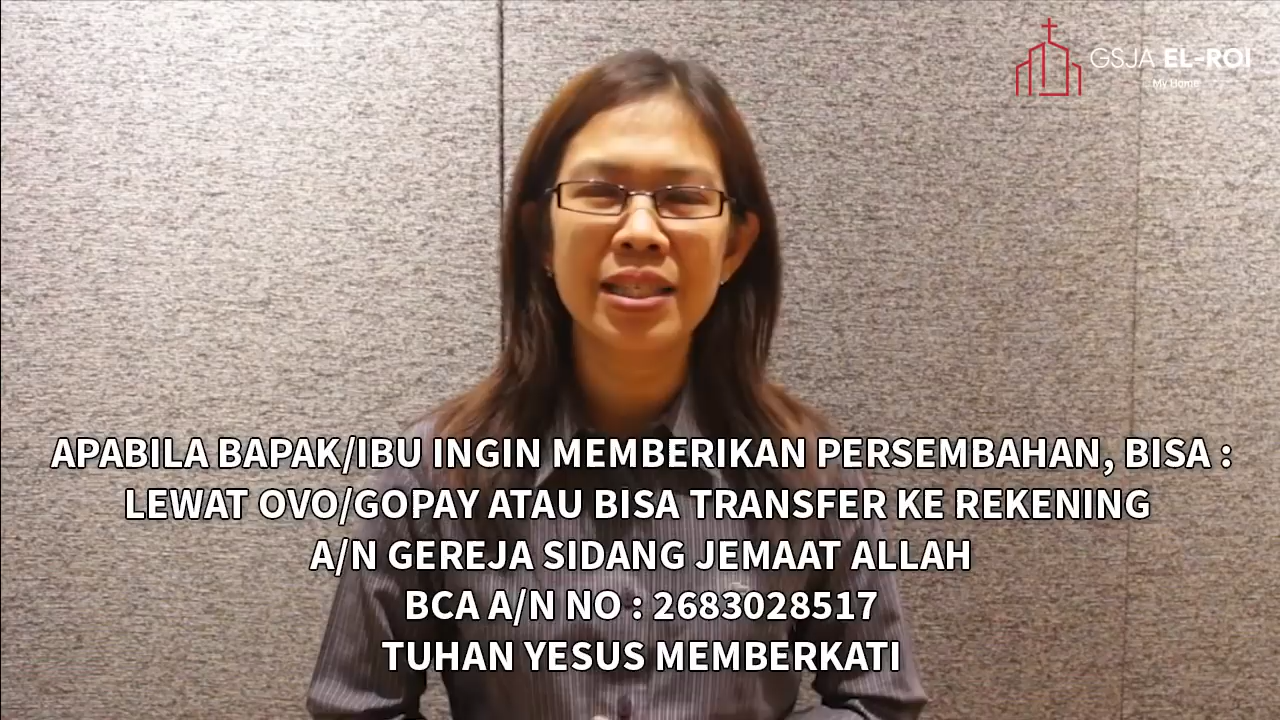 GSJA EL-ROI
My Home
APABILA BAPAK/IBU INGIN MEMBERIKAN PERSEMBAHAN, BISA :
LEWAT OVO/GOPAY ATAU BISA TRANSFER KE REKENING
A/N GEREJA SIDANG JEMAAT ALLAH
BCA A/N NO : 2683028517
TUHAN YESUS MEMBERKATI